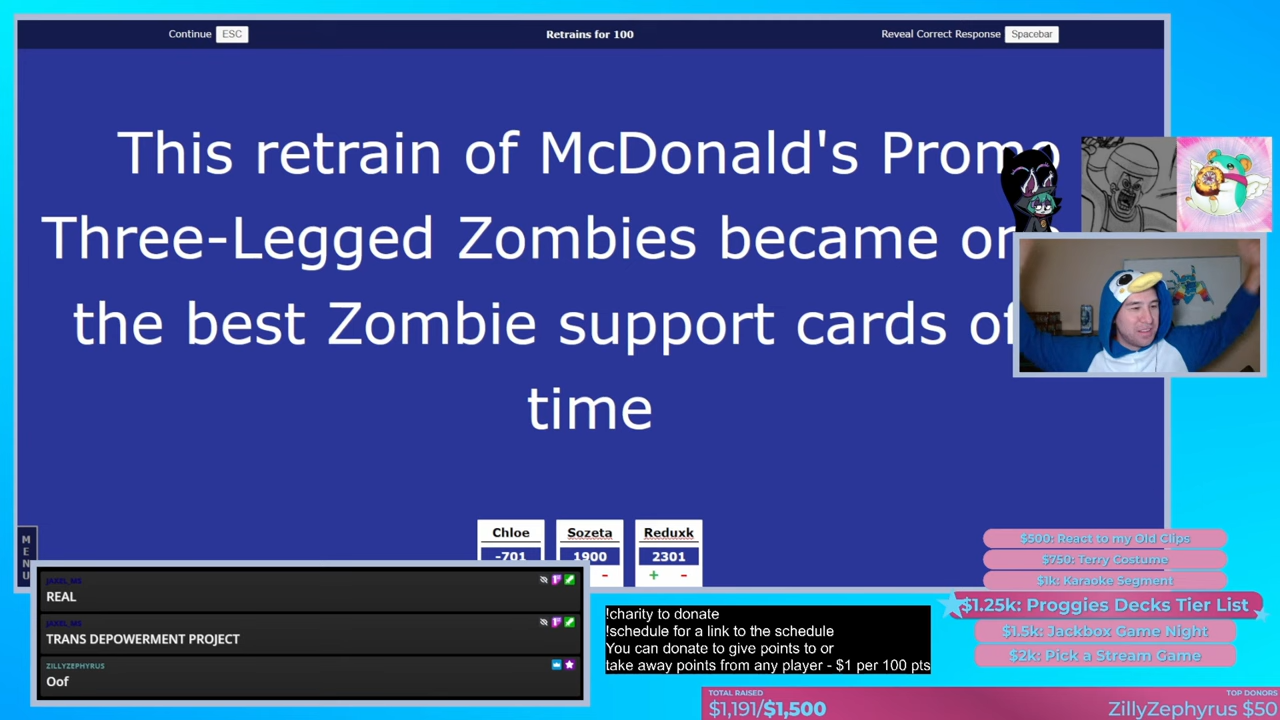 Continue ESC
Retrains for 100
Reveal Correct Response Spacebar
This retrain of McDonald's Promo
Three-Legged Zombies became
the best Zombie support cards of
time
MENU
Chloe
-701
Sozeta
1900
-
Reduxk
2301
+ -
JAXEL_MS
REAL
JAXEL_MS
TRANS DEPOWERMENT PROJECT
ZILLYZEPHYRUS
Oof
!charity to donate
!schedule for a link to the schedule
You can donate to give points to or
take away points from any player - $1 per 100 pts
$500: React to my Old Clips
$750: Terry Costume
$1k: Karaoke Segment
$1.25k: Proggies Decks Tier List
$1.5k: Jackbox Game Night
$2k: Pick a Stream Game
TOTAL RAISED
$1,191/$1,500
TOP DONORS
ZillyZephyrus $50